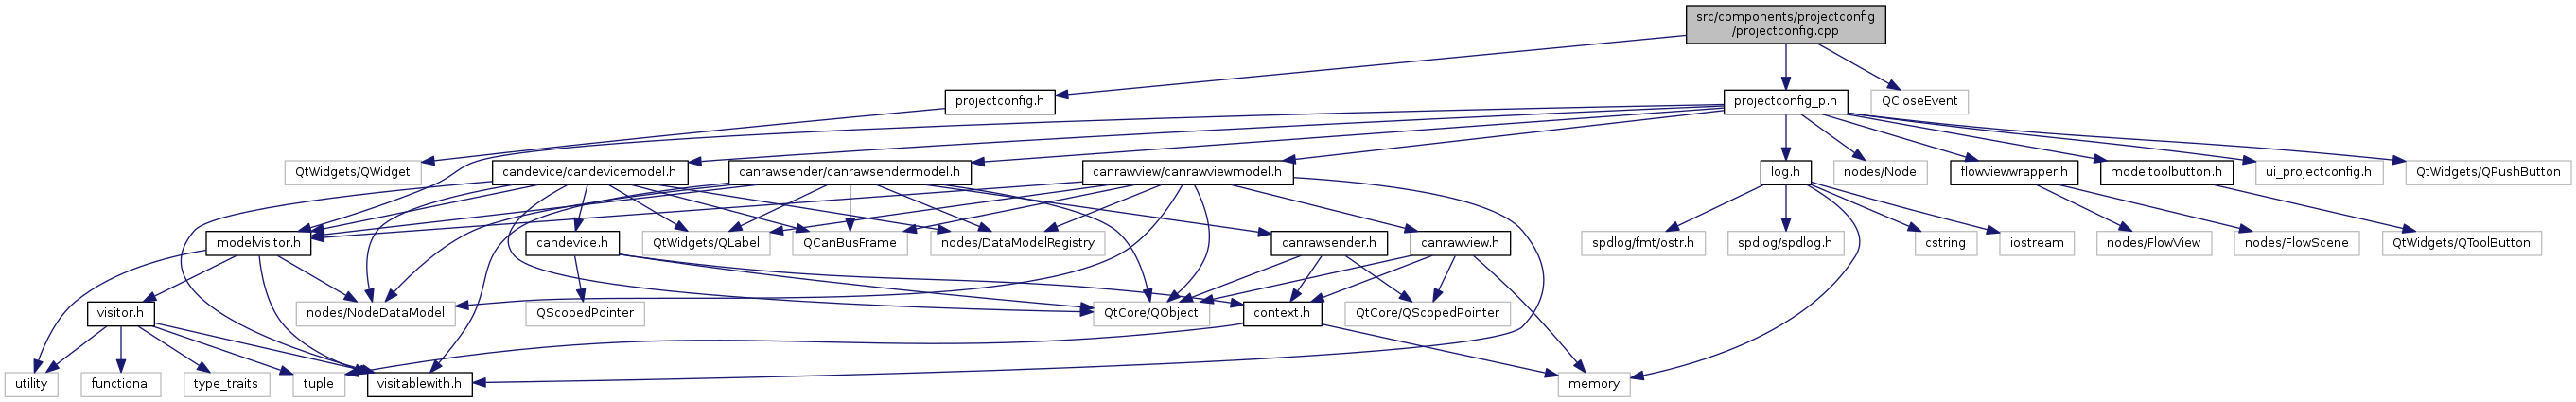 src/components/projectconfig
/projectconfig.cpp
projectconfig.h
projectconfig_p.h
QCloseEvent
QtWidgets/QWidget
candevice/candevicemodel.h
canrawsender/canrawsendermodel.h
canrawview/canrawviewmodel.h
log.h
nodes/Node
flowviewwrapper.h
modeltoolbutton.h
ui_projectconfig.h
QtWidgets/QPushButton
modelvisitor.h
candevice.h
QtWidgets/QLabel
QCanBusFrame
nodes/DataModelRegistry
canrawsender.h
canrawview.h
spdlog/fmt/ostr.h
spdlog/spdlog.h
cstring
iostream
nodes/FlowView
nodes/FlowScene
QtWidgets/QToolButton
visitor.h
nodes/NodeDataModel
QScopedPointer
QtCore/QObject
context.h
QtCore/QScopedPointer
utility
functional
type_traits
tuple
visitablewith.h
memory